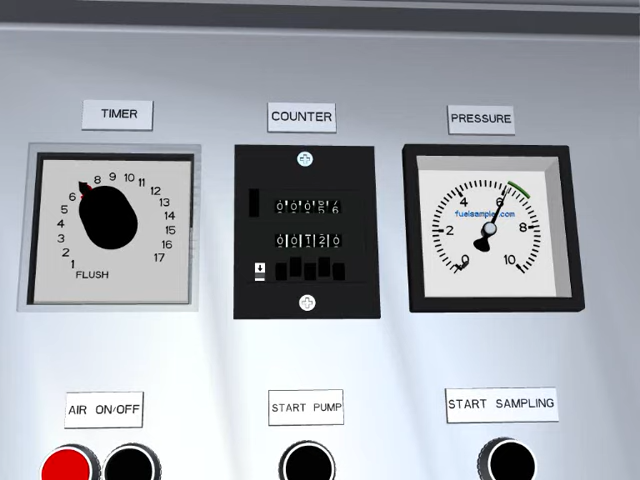 TIMER
COUNTER
PRESSURE
6 8 9 10 11 12
5 13
4 14
3 15
2 16
1 17
FLUSH
00120
4 6
fuelsampler.com
2 8
0 10
AIR ON/OFF
START PUMP
START SAMPLING